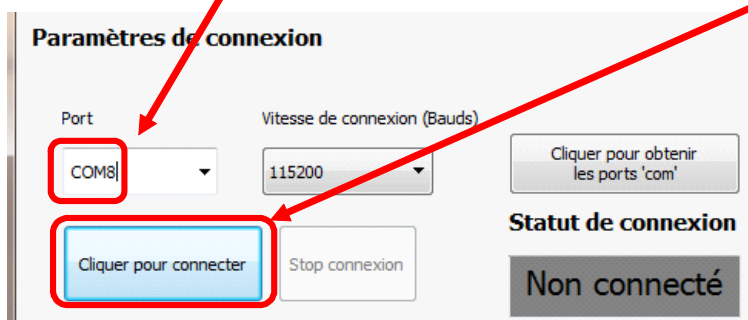 Paramètres de connexion
Port
Vitesse de connexion (Bauds)
COM8
115200
Cliquer pour obtenir
les ports 'com'
Statut de connexion
Cliquer pour connecter
Stop connexion
Non connecté